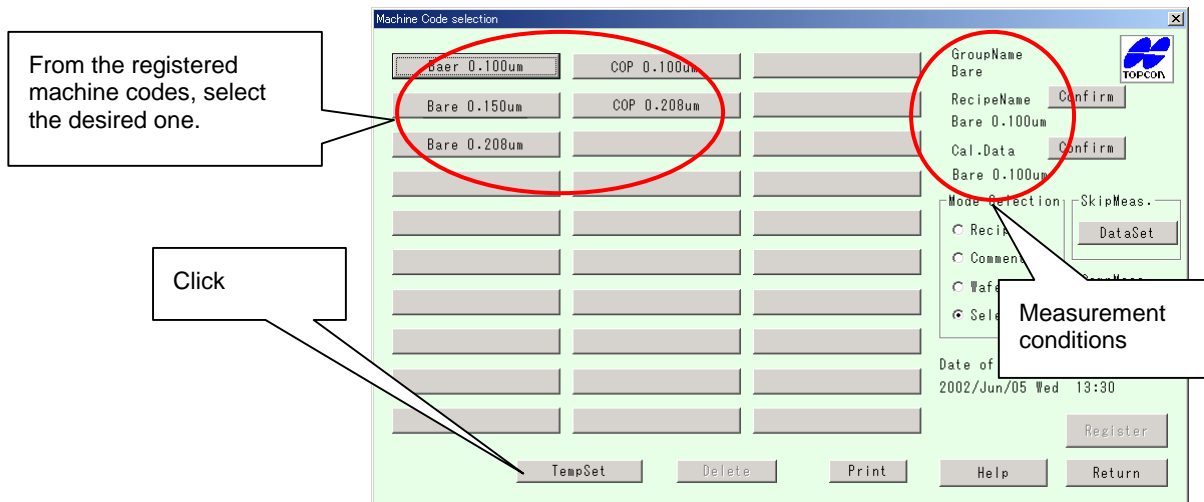 Machine Code selection
From the registered
machine codes, select
the desired one.
Baer 0.100um
COP 0.100um
Bare 0.150um
COP 0.208um
Bare 0.208um
GroupName
Bare
TOPCON
RecipeName
Confirm
Bare 0.100um
Cal.Data
Confirm
Bare 0.100um
Mode Selection
SkipMeas.
DataSet
Click
Measurement
conditions
Date of
2002/Jun/05 Wed 13:30
Register
TempSet
Delete
Print
Help
Return